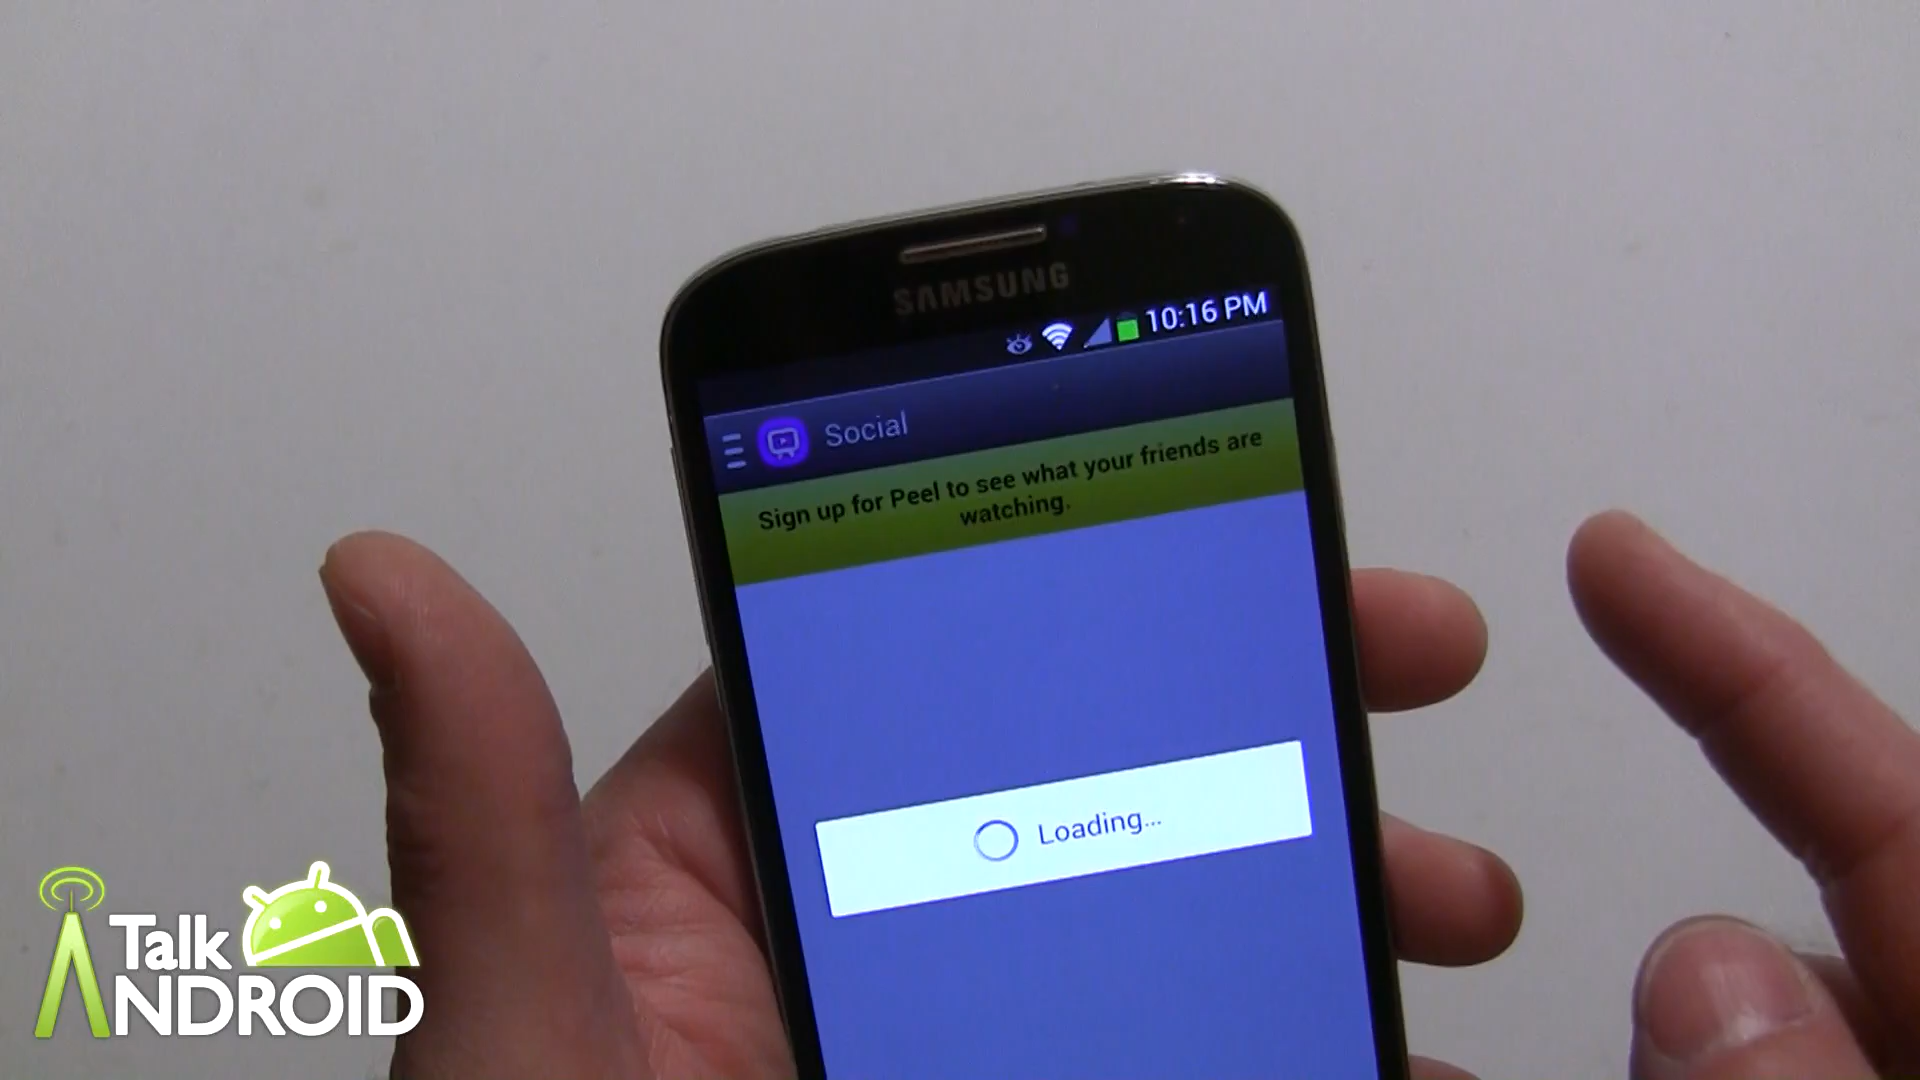 SAMSUNG
10:16 PM
Social
Sign up for Peel to see what your friends are
watching.
Loading...
Talk
ANDROID